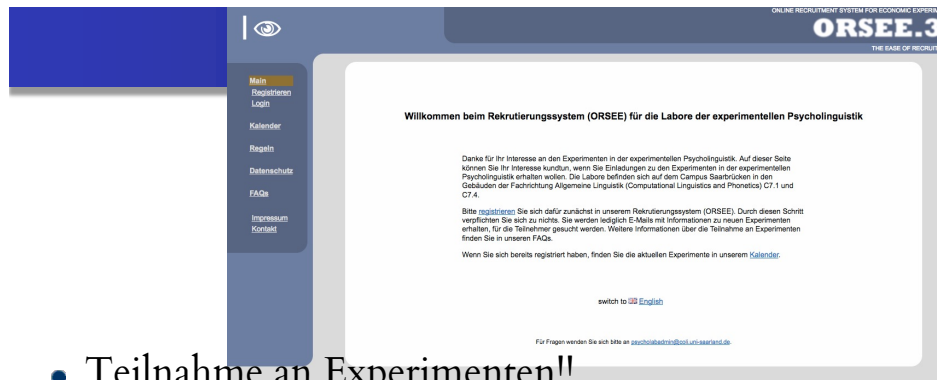 ONLINE RECRUITMENT SYSTEM FOR ECONOMIC EXPERIM
ORSEE.3
THE EASE OF RECRUIT
Main
Registrieren
Login
Kalender
Regeln
Datenschutz
FAQs
Impressum
Kontakt
Willkommen beim Rekrutierungssystem (ORSEE) für die Labore der experimentellen Psycholinguistik
Danke für Ihr Interesse an den Experimenten in der experimentellen Psycholinguistik. Auf dieser Seite
können Sie Ihr Interesse kundtun, wenn Sie Einladungen zu den Experimenten in der experimentellen
Psycholinguistik erhalten wollen. Die Labore befinden sich auf dem Campus Saarbrücken in den
Gebäuden der Fachrichtung Allgemeine Linguistik (Computational Linguistics and Phonetics) C7.1 und
C7.4.
Bitte registrieren Sie sich dafür zunächst in unserem Rekrutierungssystem (ORSEE). Durch diesen Schritt
verpflichten Sie sich zu nichts. Sie werden lediglich E-Mails mit Informationen zu neuen Experimenten
erhalten, für die Teilnehmer gesucht werden. Weitere Informationen über die Teilnahme an Experimenten
finden Sie in unseren FAQs.
Wenn Sie sich bereits registriert haben, finden Sie die aktuellen Experimente in unserem Kalender.
switch to English
Für Fragen wenden Sie sich bitte an psycholabadmin@coli.uni-saarland.de.
• Teilnahme an Experimenten!!